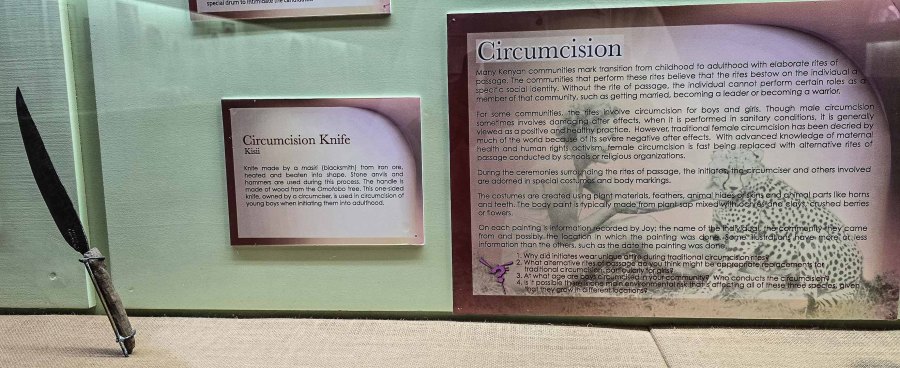 special drum to intimidate the candidates
Circumcision Knife
Kisii
Knife made by a masii (blacksmith) from iron ore,
heated and beaten into shape. Stone anvils and
hammers are used during this process. The handle is
made of wood from the Omotobo tree. This one-sided
knife, owned by a circumciser, is used in circumcision of
young boys when initiating them into adulthood.
Circumcision
Many Kenyan communities mark transition from childhood to adulthood with elaborate rites of
passage. The communities that perform these rites believe that the rites bestow on the individual a
specific social identity. Without the rite of passage, the individual cannot perform certain roles as a
member of that community, such as getting married, becoming a leader or becoming a warrior.
For some communities, the rites involve circumcision for boys and girls. Though male circumcision
sometimes involves damaging after effects, when it is performed in sanitary conditions, it is generally
viewed as a positive and healthy practice. However, traditional female circumcision has been decried by
much of the world because of its severe negative after effects. With advanced knowledge of maternal
health and human rights activism, female circumcision is fast being replaced with alternative rites of
passage conducted by schools or religious organizations.
During the ceremonies surrounding the rites of passage, the initiates, the circumciser and others involved
are adorned in special costumes and body markings.
The costumes are created using plant materials, feathers, animal hides or skins and animal parts like horns
and teeth. The body paint is typically made from plant sap mixed with ochres and clays, crushed berries
or flowers.
On each painting is information recorded by Joy: the name of the individual, the community they came
from and possibly the location in which the painting was done. Some illustrations have more or less
information than the others, such as the date the painting was done.
1. Why did initiates wear unique attire during traditional circumcision rites?
2. What alternative rites of passage do you think might be appropriate replacements for
traditional circumcision, particularly for girls?
3. At what age are boys circumcised in your community? Who conducts the circumcision?
4. Is it possible there is one main environmental risk that is affecting all of these three species, given
that they grow in different locations?